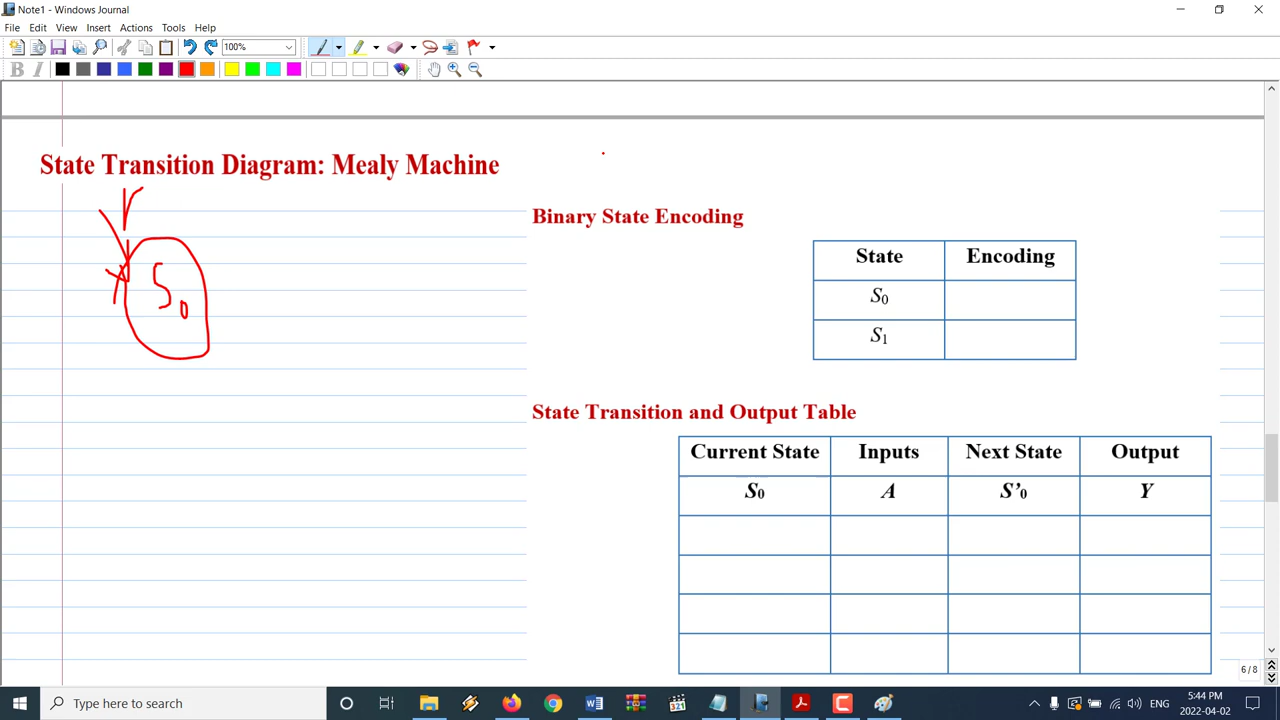 Note1 - Windows Journal
File Edit View Insert Actions Tools Help
100%
B I
State Transition Diagram: Mealy Machine
r
S0
Binary State Encoding
State Encoding
S0
S1
State Transition and Output Table
Current State Inputs Next State Output
S0 A S'0 Y
6 / 8
Type here to search
321
W
ENG
5:44 PM
2022-04-02